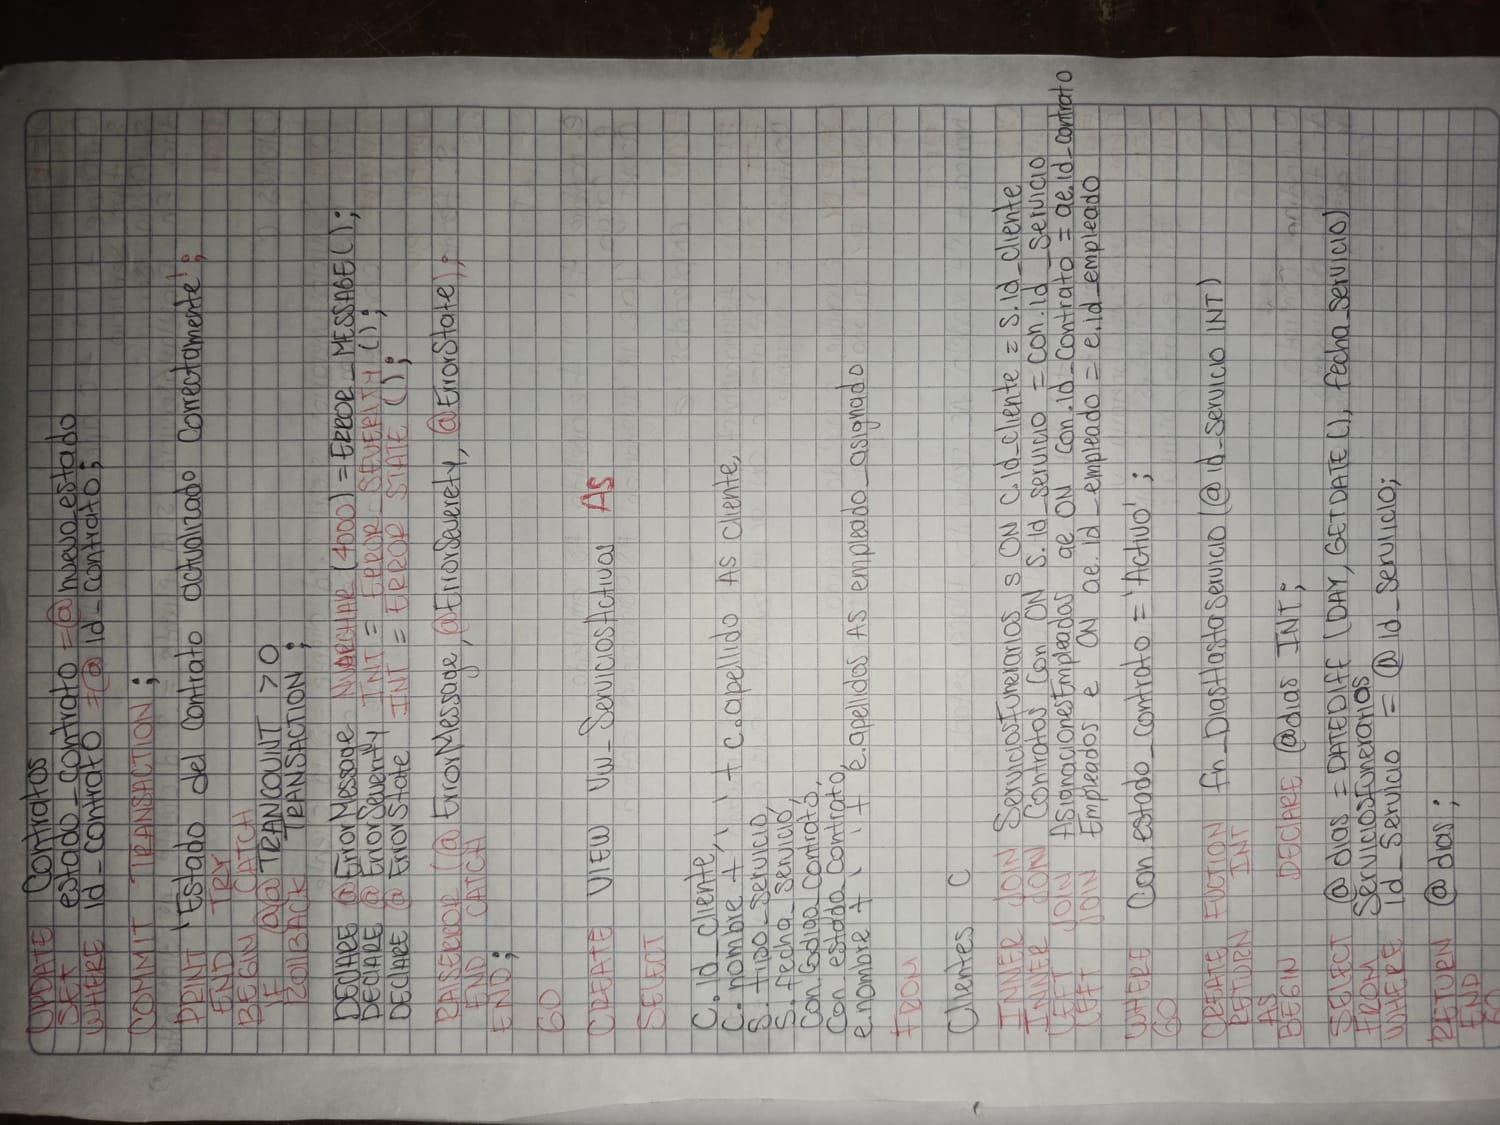 UPDATE Contratos
SET estado_Contrato =@nuevo_estado
WHERE id_contrato =@id_contrato;
COMMIT TRANSACTION;
PRINT 'Estado del Contrato actualizado Correctamente';
END TRY
BEGIN CATCH
IF @@TRANCOUNT > 0
ROllBACK TRANSACTION;
DEClARE @ErrorMessage NVARCHAR (4000) = ERROR_MESSAGE();
DEClARE @ErrorSeverity INT = ERROR_SEVERITY ();
DEClARE @ErrorState INT = ERROR STATE ();
RAISERROR (@ErrorMessage, @ErrorSeverety, @ErrorState);
END CATCH
END;
GO
CREATE VIEW VW_ServiciosActivos AS
SELECT
C.id_cliente,
C.nombre +, ' ' + c.apellido AS cliente,
S.tipo_servicio,
S.fecha_servicio,
Con.codigo_contrato,
Con.estado_contrato,
e.nombre + ' ' + e.apellidos AS empleado_asignado
FROM
Clientes C
INNER JOIN ServiciosFunerarios s ON C.id_cliente = s.id_cliente
INNER JOIN Contratos Con ON S.id_servicio = con.id_servicio
LEFT JOIN AsignacionesEmpleados ae ON con.id_contrato = ae.id_contrato
LEFT JOIN Empleados e ON ae.id_empleado = e.id_empleado
WHERE Con.estado_contrato = 'Activo';
GO
CREATE FUCTION fn_DiasHastaServicio (@id_servicio INT)
RETURN INT
AS
BEGIN DECLARE @dias INT;
SELECT @dias = DATEDIFF (DAY, GETDATE(), fecha_servicio)
FROM ServiciosFunerarios
WHERE id_Servicio = @id_Servicio;
RETURN @dias;
END
GO